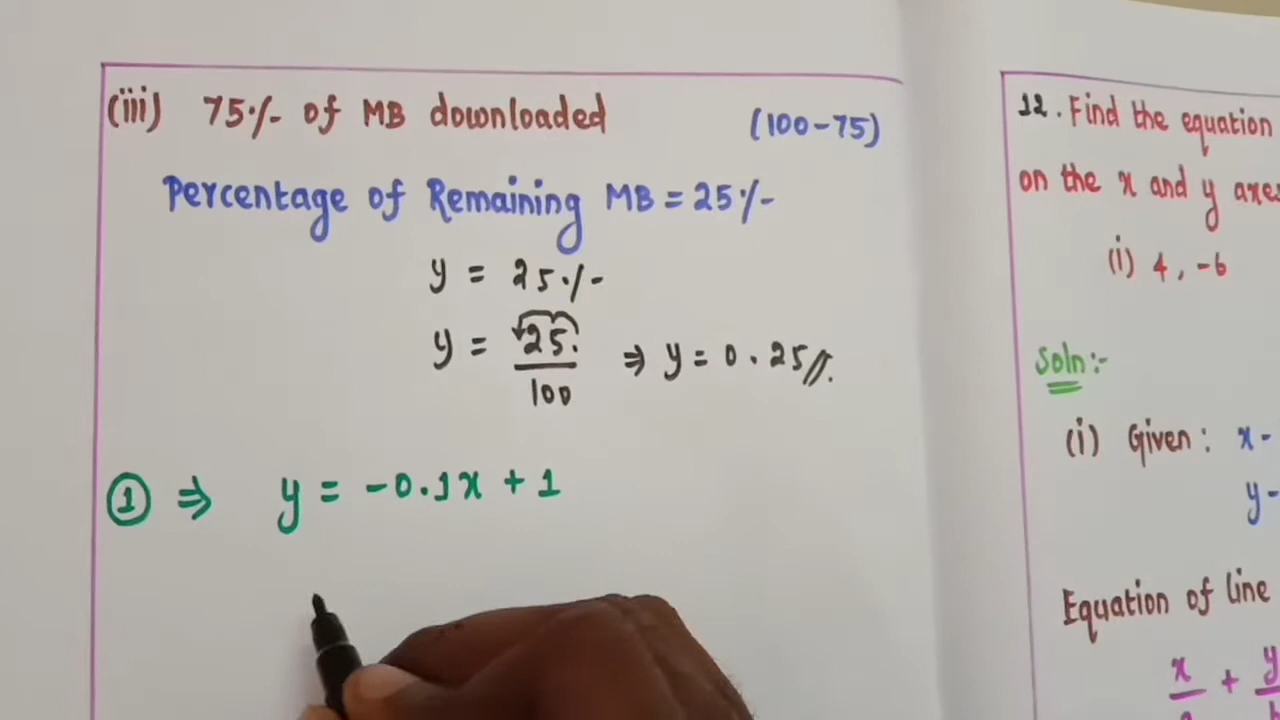 (iii) 75% of MB downloaded (100-75)
Percentage of Remaining MB = 25%
y = 25%
y = 25. / 100 ⇒ y = 0.25//.
① ⇒ y = -0.1x + 1
12. Find the equation
on the x and y axes
(i) 4, -6
Soln:-
(i) Given: x-
y-
Equation of line
x + y